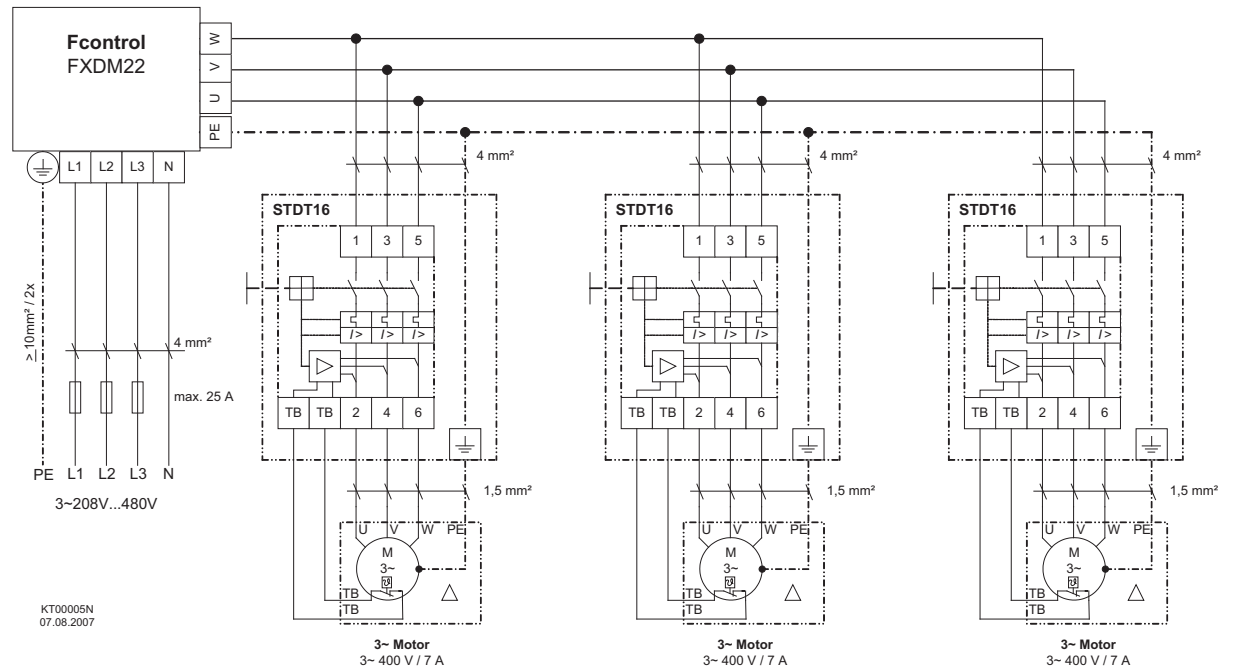 Fcontrol
FXDM22
W
V
U
PE
L1 L2 L3 N
4 mm² 4 mm² 4 mm²
STDT16 STDT16 STDT16
1 3 5 1 3 5 1 3 5
≥10mm² / 2x
I> I> I> I> I> I> I> I> I>
4 mm²
max. 25 A
TB TB 2 4 6 TB TB 2 4 6 TB TB 2 4 6
PE L1 L2 L3 N
3~208V...480V
1,5 mm² 1,5 mm² 1,5 mm²
U V W PE U V W PE U V W PE
M M M
3~ 3~ 3~
ϑ ϑ ϑ
TB TB TB
TB TB TB
KT00005N
07.08.2007
3~ Motor 3~ Motor 3~ Motor
3~ 400 V / 7 A 3~ 400 V / 7 A 3~ 400 V / 7 A